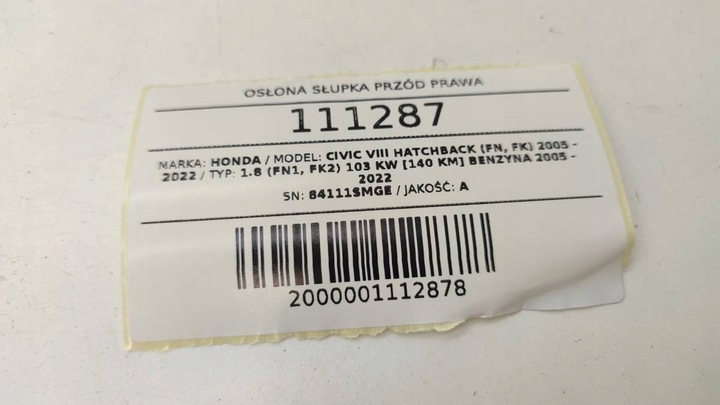 OSŁONA SŁUPKA PRZÓD PRAWA
111287
MARKA: HONDA / MODEL: CIVIC VIII HATCHBACK (FN, FK) 2005 -
2022 / TYP: 1.8 (FN1, FK2) 103 KW [140 KM] BENZYNA 2005 -
2022
SN: 84111SMGE / JAKOŚĆ: A
2000001112878